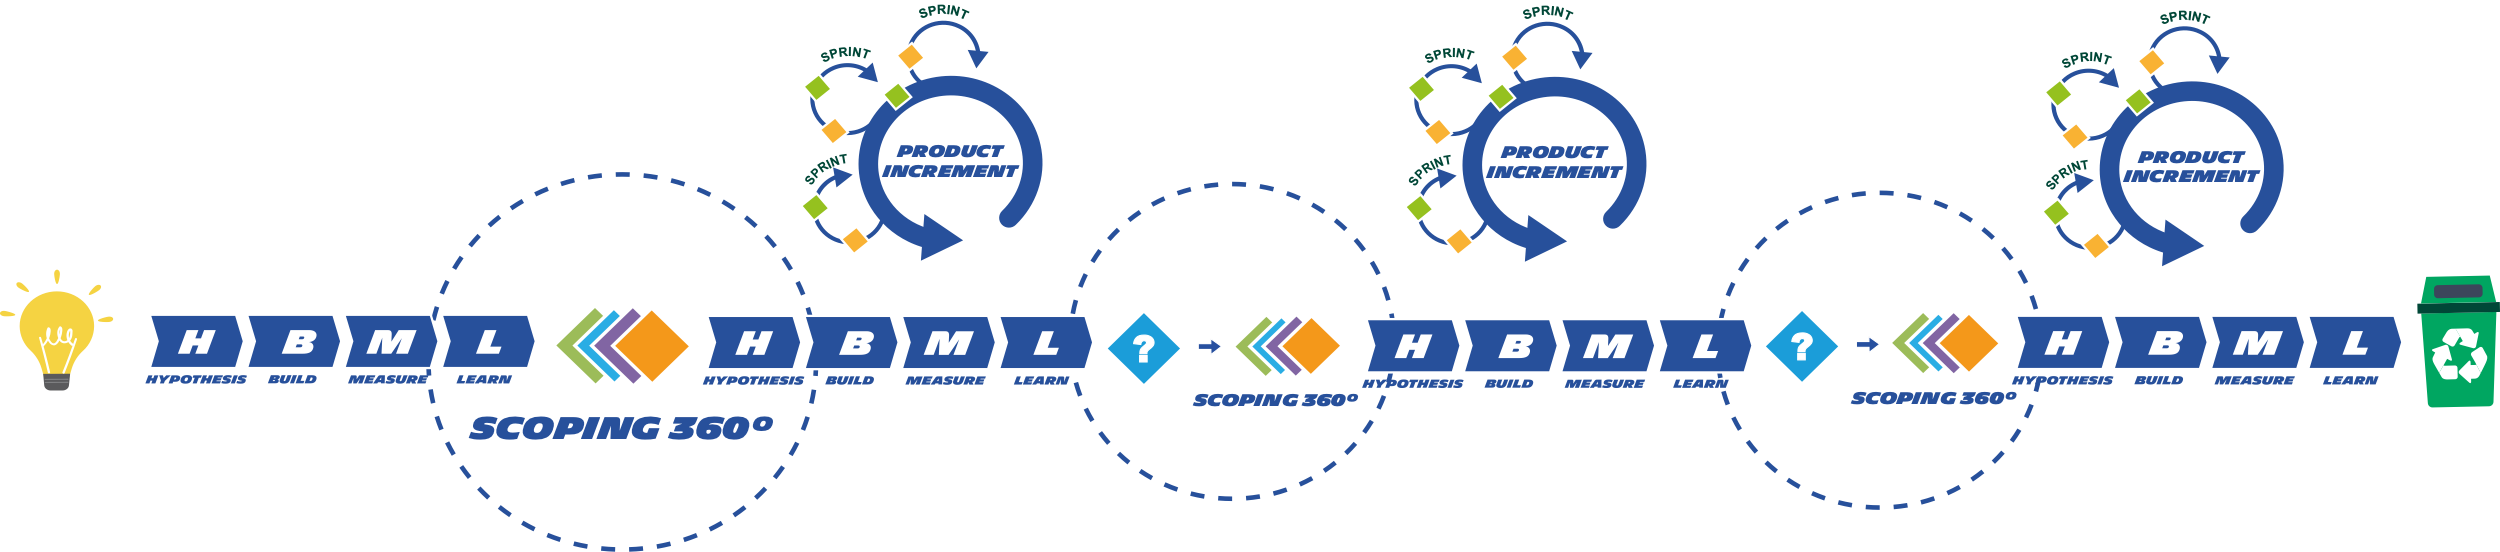 SPRINT
SPRINT
SPRINT
PRODUCT
INCREMENT
SPRINT
SPRINT
SPRINT
PRODUCT
INCREMENT
SPRINT
SPRINT
SPRINT
PRODUCT
INCREMENT
H B M L
HYPOTHESIS BUILD MEASURE LEARN
SCOPING 360º
H B M L
HYPOTHESIS BUILD MEASURE LEARN
?
SCOPING 360º
H B M L
HYPOTHESIS BUILD MEASURE LEARN
?
SCOPING 360º
H B M L
HYPOTHESIS BUILD MEASURE LEARN